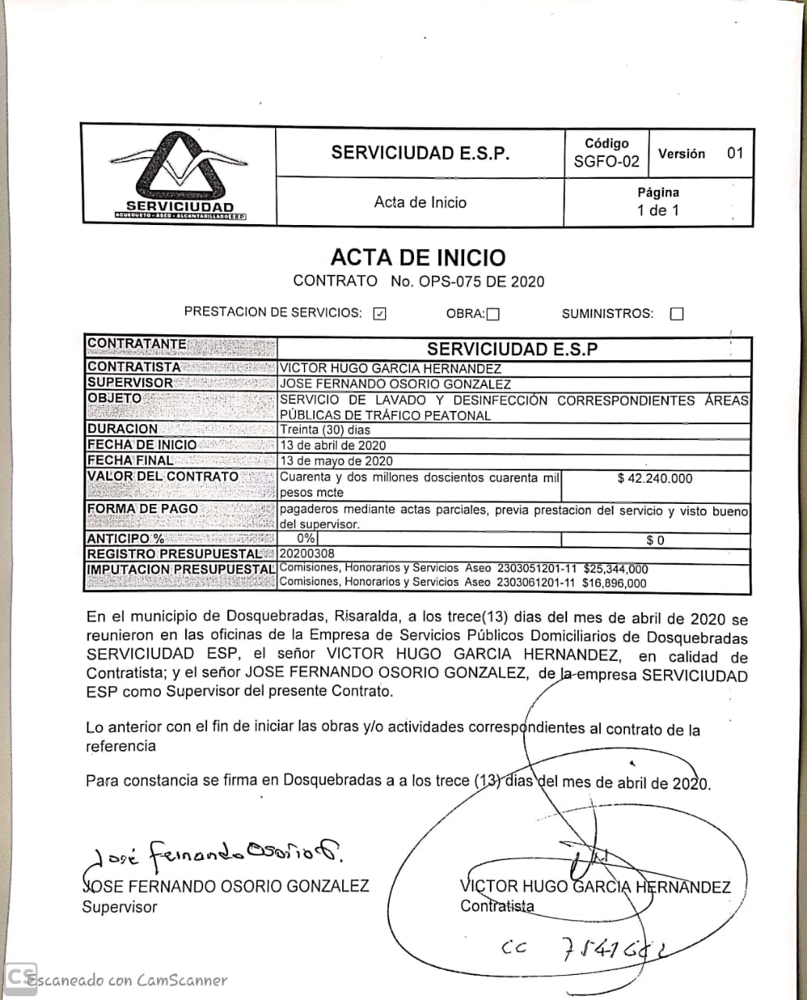 SERVICIUDAD
ACUEDUCTO - ASEO - ALCANTARILLADO E S P
SERVICIUDAD E.S.P.
Código
SGFO-02
Versión 01
Acta de Inicio
Página
1 de 1
ACTA DE INICIO
CONTRATO No. OPS-075 DE 2020
PRESTACION DE SERVICIOS: ☑ OBRA: ☐ SUMINISTROS: ☐
CONTRATANTE SERVICIUDAD E.S.P
CONTRATISTA VICTOR HUGO GARCIA HERNANDEZ
SUPERVISOR JOSE FERNANDO OSORIO GONZALEZ
OBJETO SERVICIO DE LAVADO Y DESINFECCIÓN CORRESPONDIENTES ÁREAS
PÚBLICAS DE TRÁFICO PEATONAL
DURACION Treinta (30) dias
FECHA DE INICIO 13 de abril de 2020
FECHA FINAL 13 de mayo de 2020
VALOR DEL CONTRATO Cuarenta y dos millones doscientos cuarenta mil $ 42.240.000
pesos mcte
FORMA DE PAGO pagaderos mediante actas parciales, previa prestacion del servicio y visto bueno
del supervisor.
ANTICIPO % 0% $ 0
REGISTRO PRESUPUESTAL 20200308
IMPUTACION PRESUPUESTAL Comisiones, Honorarios y Servicios Aseo 2303051201-11 $25,344,000
Comisiones, Honorarios y Servicios Aseo 2303061201-11 $16,896,000
En el municipio de Dosquebradas, Risaralda, a los trece(13) dias del mes de abril de 2020 se
reunieron en las oficinas de la Empresa de Servicios Públicos Domiciliarios de Dosquebradas
SERVICIUDAD ESP, el señor VICTOR HUGO GARCIA HERNANDEZ, en calidad de
Contratista; y el señor JOSE FERNANDO OSORIO GONZALEZ, de la empresa SERVICIUDAD
ESP como Supervisor del presente Contrato.
Lo anterior con el fin de iniciar las obras y/o actividades correspondientes al contrato de la
referencia
Para constancia se firma en Dosquebradas a a los trece (13) dias del mes de abril de 2020.
José Fernando Osorio G.
JOSE FERNANDO OSORIO GONZALEZ
Supervisor
VICTOR HUGO GARCIA HERNANDEZ
Contratista
CC
CS Escaneado con CamScanner